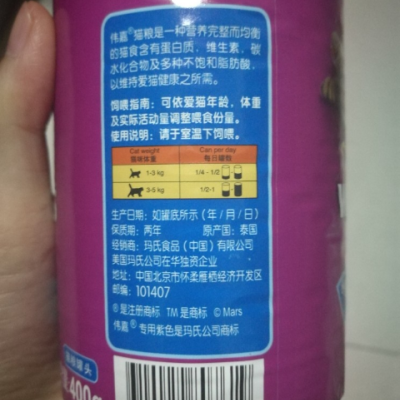 伟嘉®猫粮是一种营养完整而均衡
的猫食含有蛋白质，维生素，碳
水化合物及多种不饱和脂肪酸，
以维持爱猫健康之所需。
饲喂指南：可依爱猫年龄，体重
及实际活动量调整喂食份量。
使用说明：请于室温下饲喂。
Cat weight Can per day
猫咪体重 每日罐数
1-3 kg 1/4 - 1/2
3-5 kg 1/2-1
生产日期：如罐底所示（年/月/日）
保质期：两年 原产国：泰国
经销商：玛氏食品（中国）有限公司
美国玛氏公司在华独资企业
地址：中国北京市怀柔雁栖经济开发区
邮编：101407
®是注册商标 TM是商标 © Mars
伟嘉®专用紫色是玛氏公司商标
罐头
400g